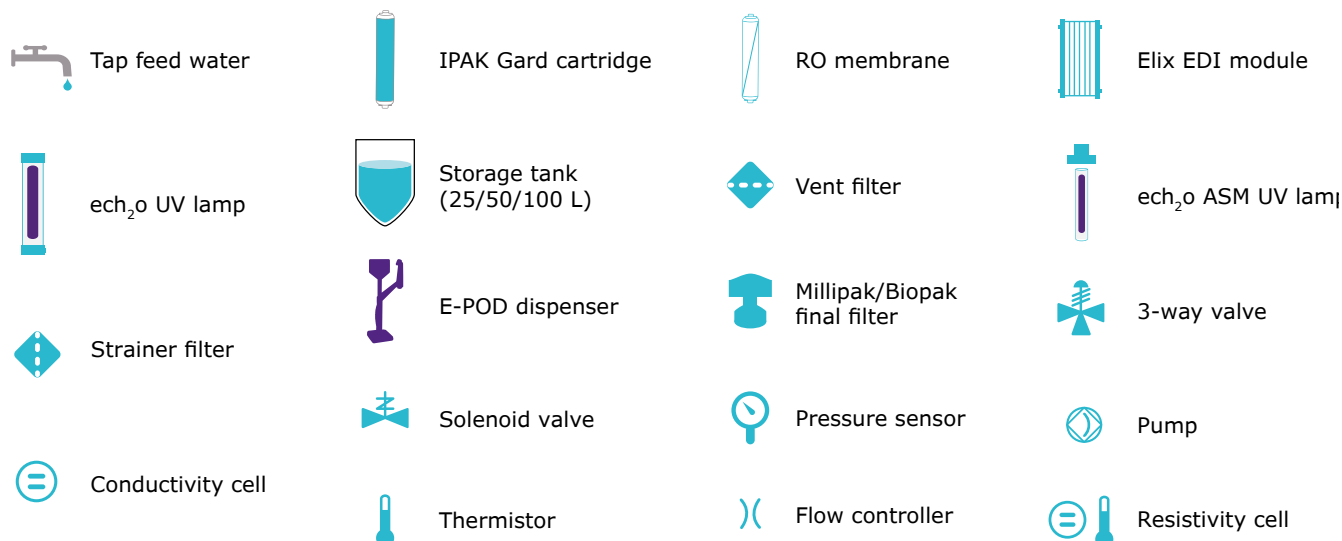 Tap feed water
IPAK Gard cartridge
RO membrane
Elix EDI module
ech₂o UV lamp
Storage tank
(25/50/100 L)
Vent filter
ech₂o ASM UV lamp
Strainer filter
E-POD dispenser
Millipak/Biopak
final filter
3-way valve
Solenoid valve
Pressure sensor
Pump
Conductivity cell
Thermistor
Flow controller
Resistivity cell